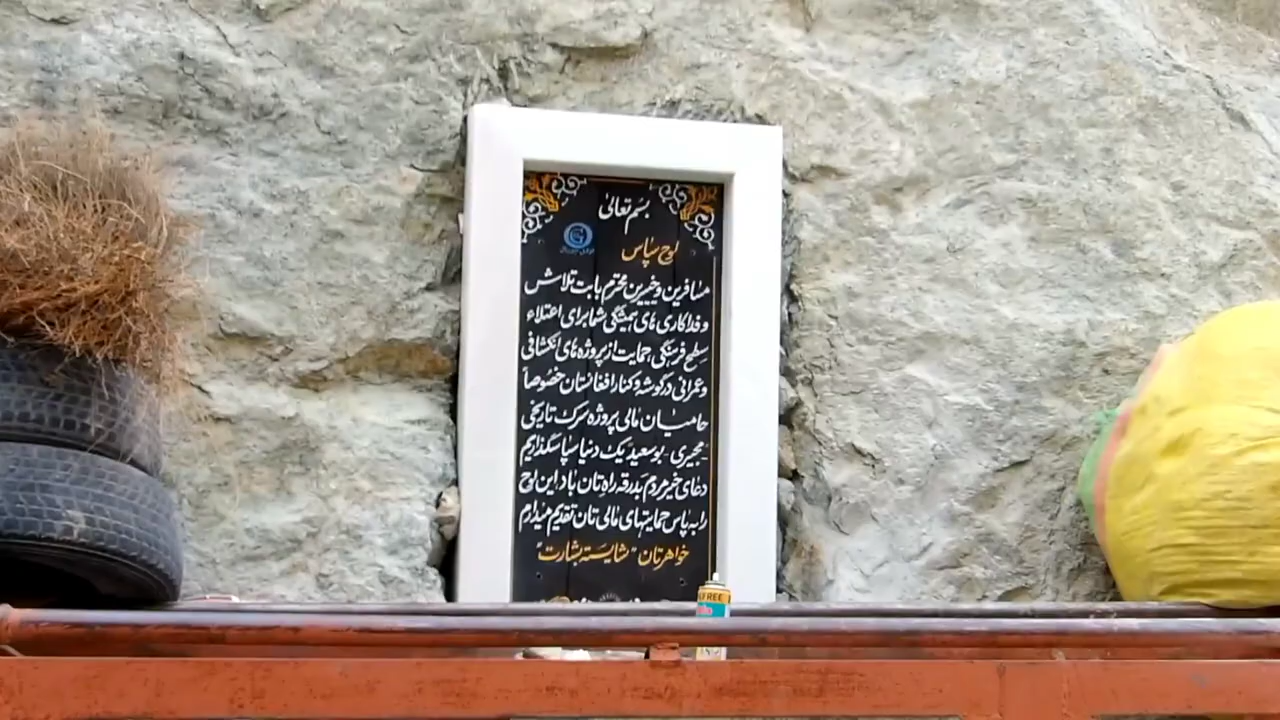 بسم تعالیٰ
لوح سپاس
مسافرین و خیرین محترم بابت تلاش
و فداکاری های همیشگی شما برای اعتلاء
سطح فرهنگی، حمایت از پروژه های انکشافی
و عمرانی در گوشه و کنار افغانستان خصوصاً
حامیان مالی پروژه سرک تاریخی
"مجیری - بوسعید" یک دنیا سپاسگذاریم
دعای خیر مردم بدرقه راه تان باد این لوح
را به پاس حمایتهای مالی تان تقدیم میدارم
خواهرتان "شایسته بشارت"
FREE